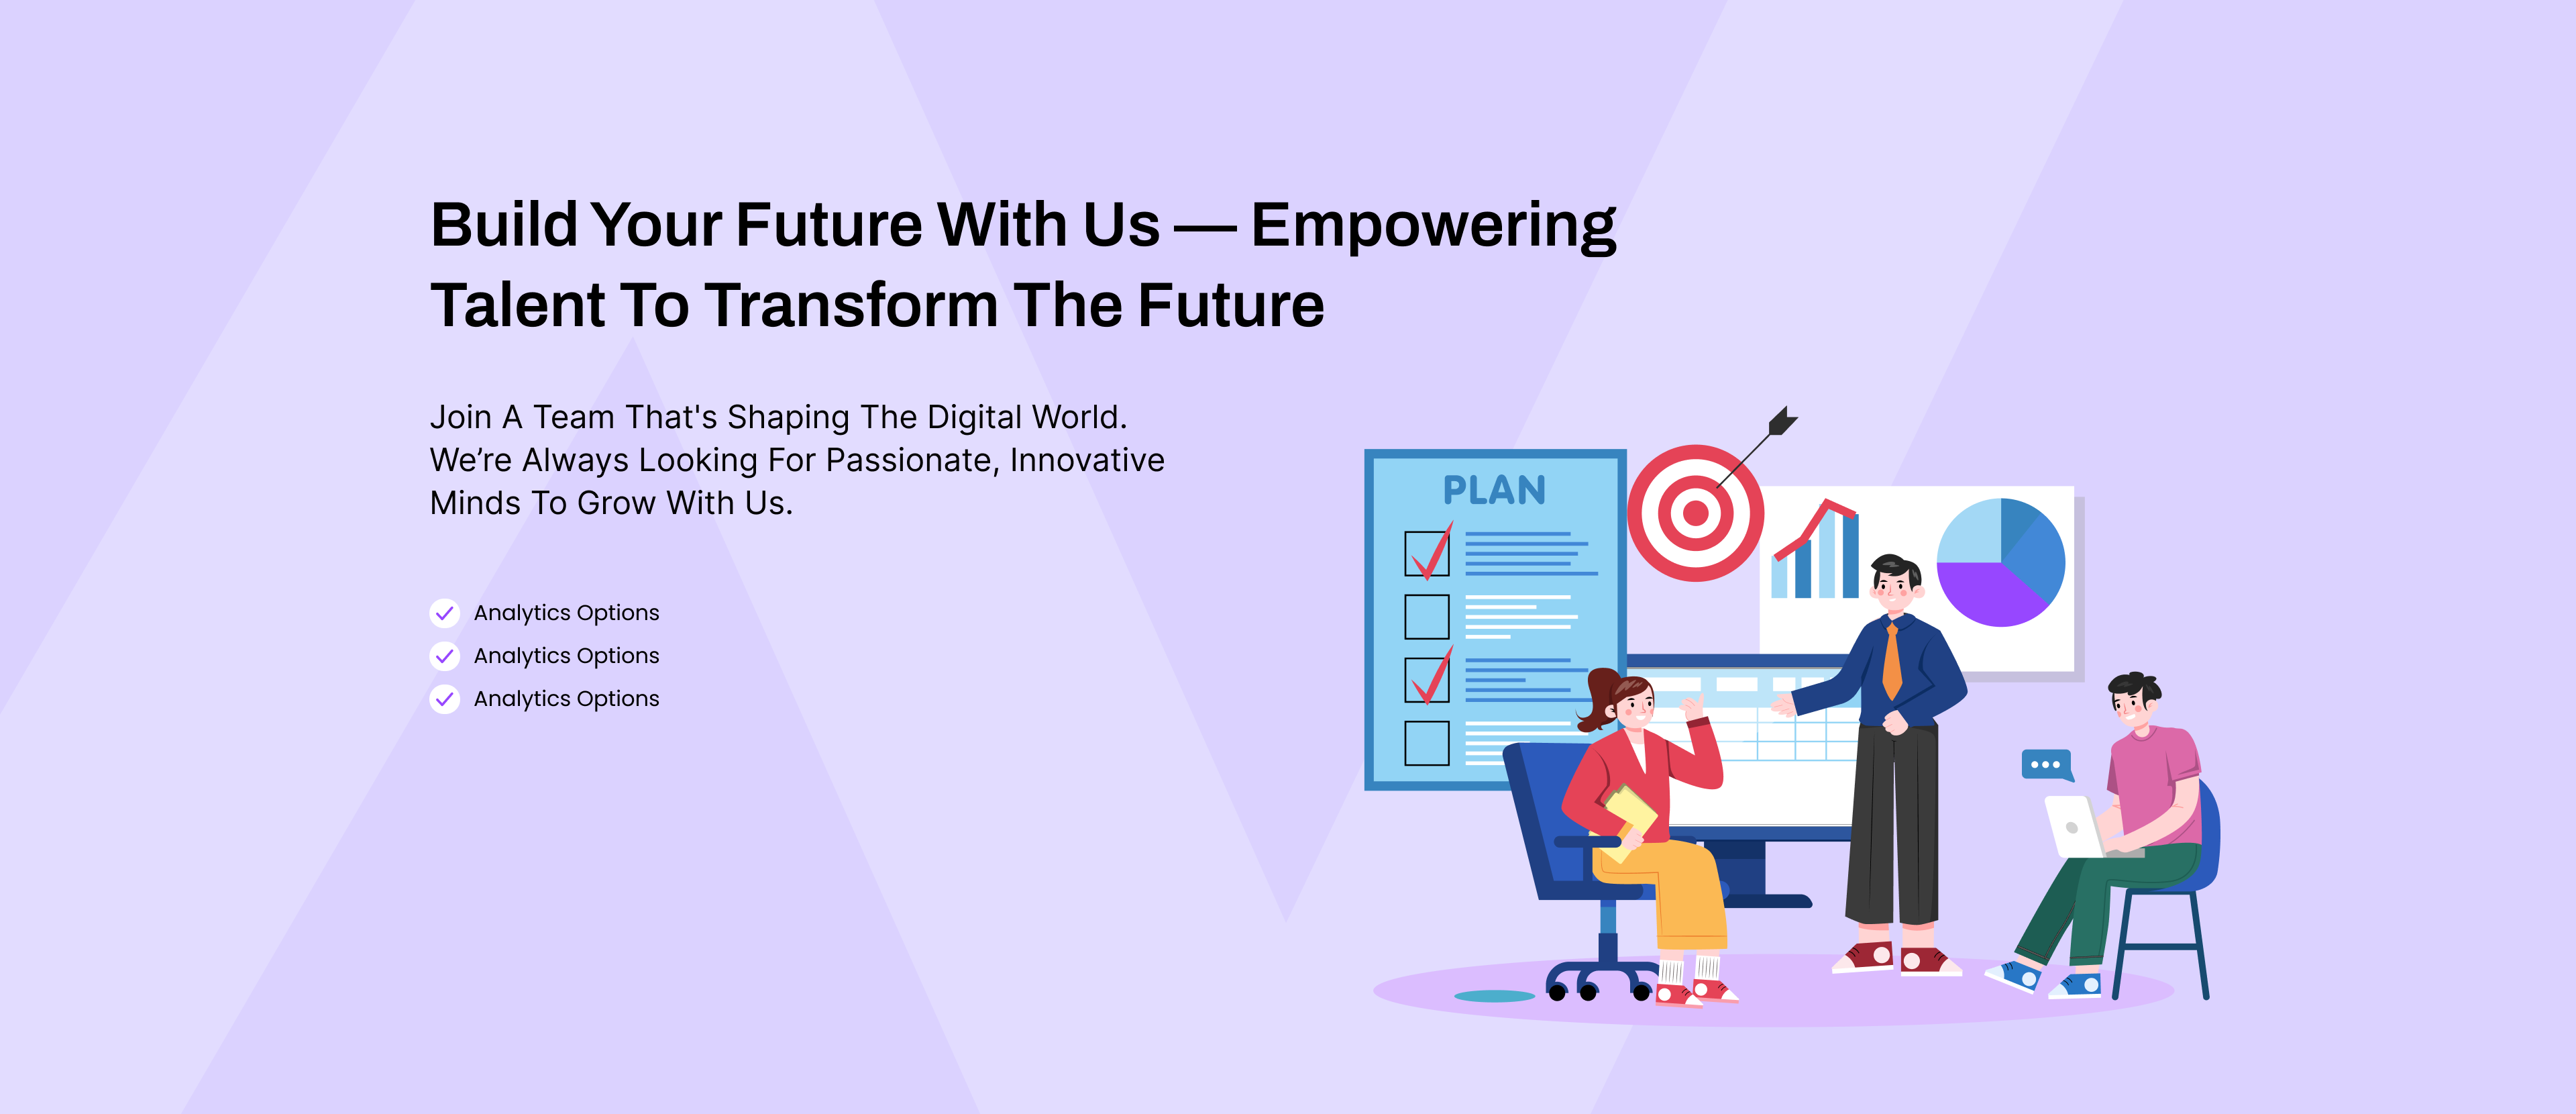 Build Your Future With Us — Empowering
Talent To Transform The Future
Join A Team That's Shaping The Digital World.
We’re Always Looking For Passionate, Innovative
Minds To Grow With Us.
Analytics Options
Analytics Options
Analytics Options
PLAN